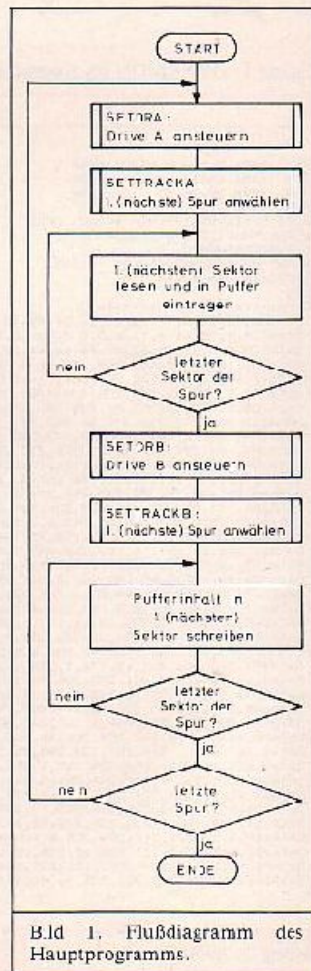 START
SETDRA:
Drive A ansteuern
SETTRACKA
1. (nächste) Spur anwählen
1. (nächsten) Sektor
lesen und in Puffer
eintragen
nein
letzter
Sektor der
Spur?
ja
SETDRB:
Drive B ansteuern
SETTRACKB:
1. (nächste) Spur anwählen
Pufferinhalt in
1. (nächsten)
Sektor schreiben
nein
letzter
Sektor der
Spur?
ja
nein
letzte
Spur?
ja
ENDE
Bild 1. Flußdiagramm des
Hauptprogramms.